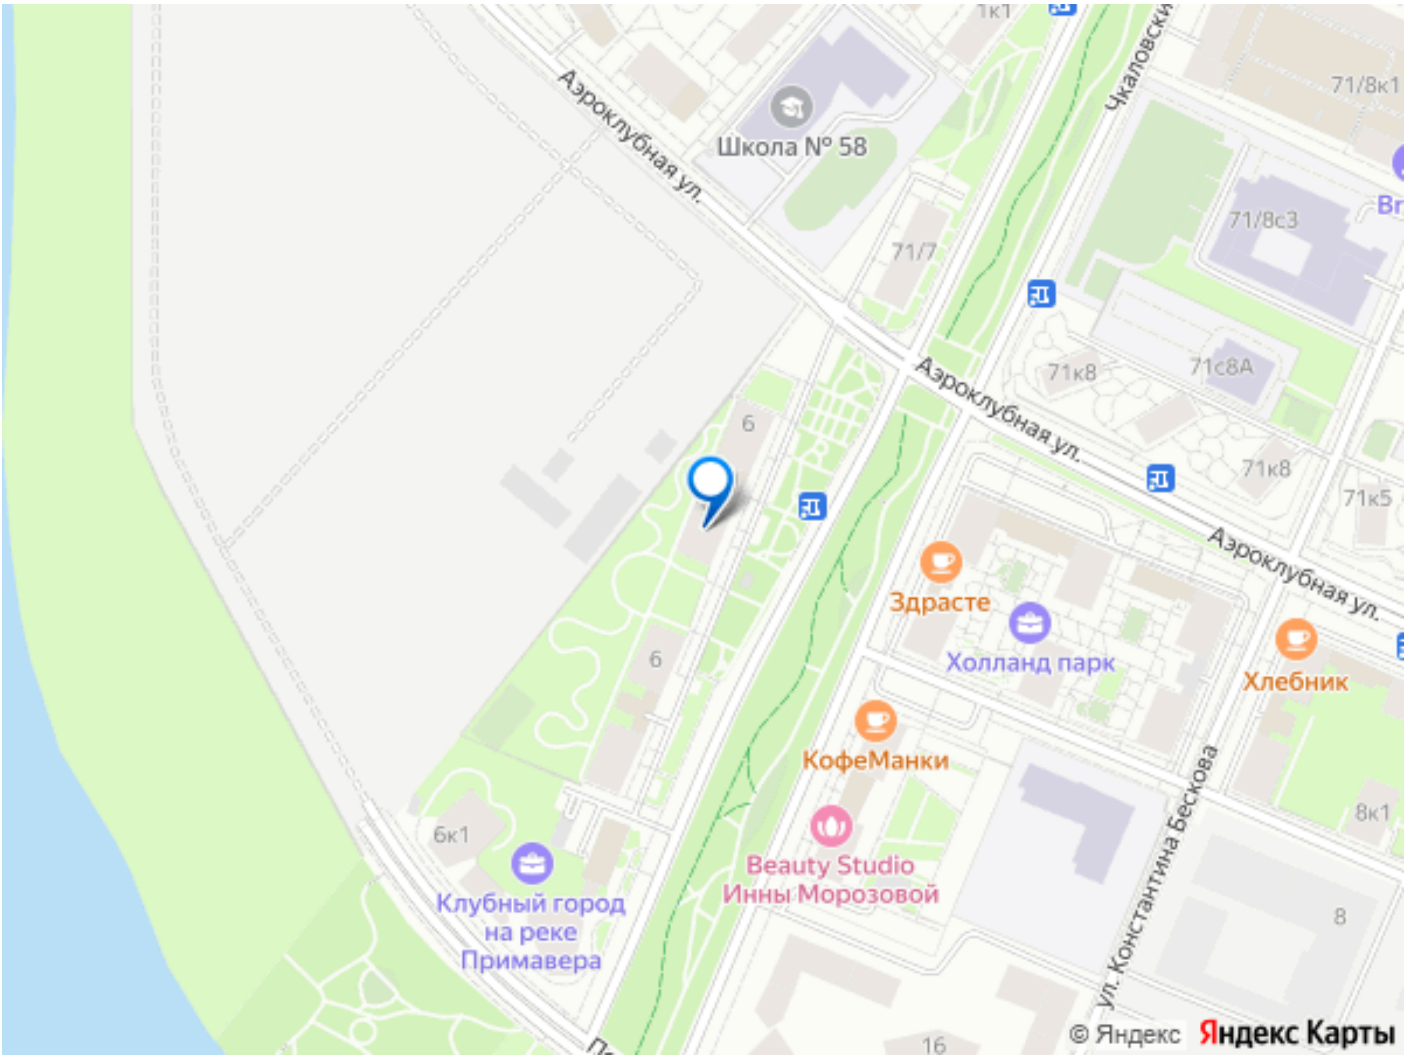 1к1
Чкаловски
71/8к1
Аэроклубная ул.
Школа № 58
Br
71/8с3
71/7
71к8
71с8А
Аэроклубная ул.
6
71к8
71к5
Аэроклубная ул.
Здрасте
Холланд парк
Хлебник
6
КофеМанки
ул. Константина Бескова
8к1
6к1
Beauty Studio
Инны Морозовой
Клубный город
на реке
Примавера
8
16
© Яндекс Яндекс Карты